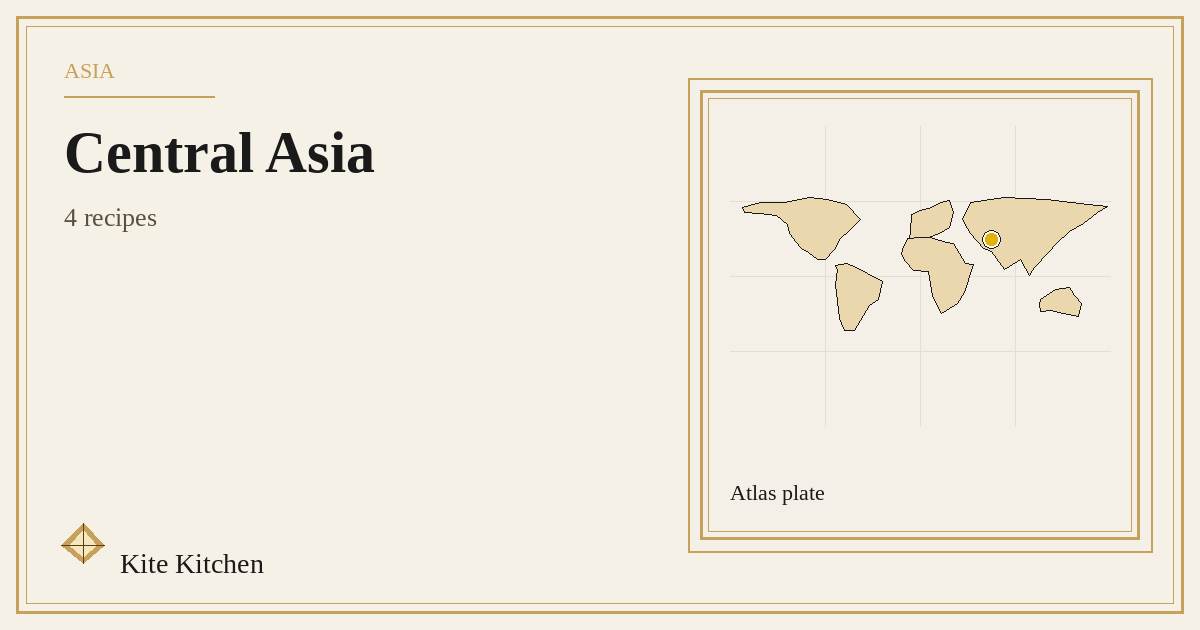 ASIA
Central Asia
4 recipes
Atlas plate
Kite Kitchen